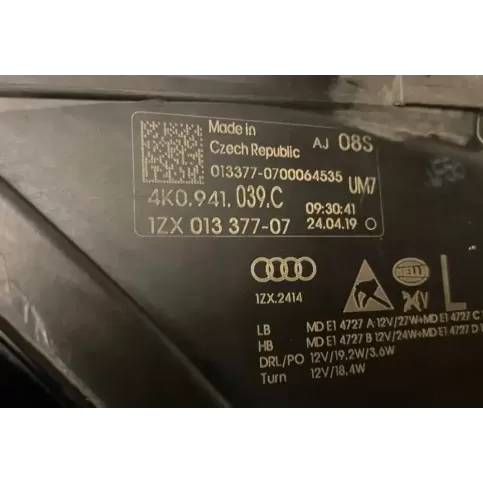 Made in
Czech Republic
AJ 08S
013377-0700064535
UM7
4K0.941.039.C
09:30:41
1ZX 013 377-07
24.04.19
HELLA
1ZX.2414
L
LB MD E1 4727 A 12V/27W+MD E1 4727 C
HB MD E1 4727 B 12V/24W+MD E1 4727 D
DRL/PO 12V/19.2W/3.6W
Turn 12V/18.4W